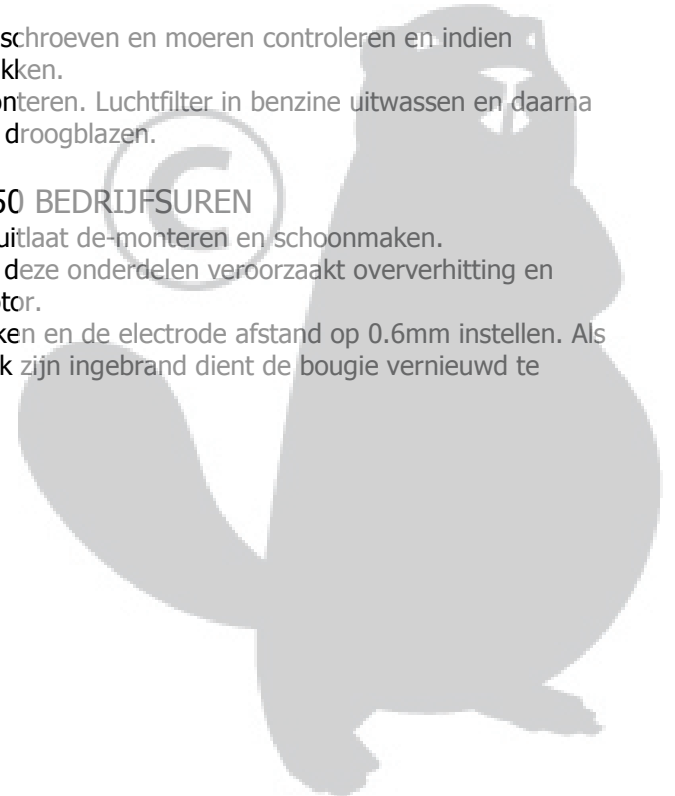 schroeven en moeren controleren en indien
kken.
nteren. Luchtfilter in benzine uitwassen en daarna
droogblazen.
50 BEDRIJFSUREN
uitlaat de-monteren en schoonmaken.
deze onderdelen veroorzaakt oververhitting en
tor.
ken en de electrode afstand op 0.6mm instellen. Als
k zijn ingebrand dient de bougie vernieuwd te
©